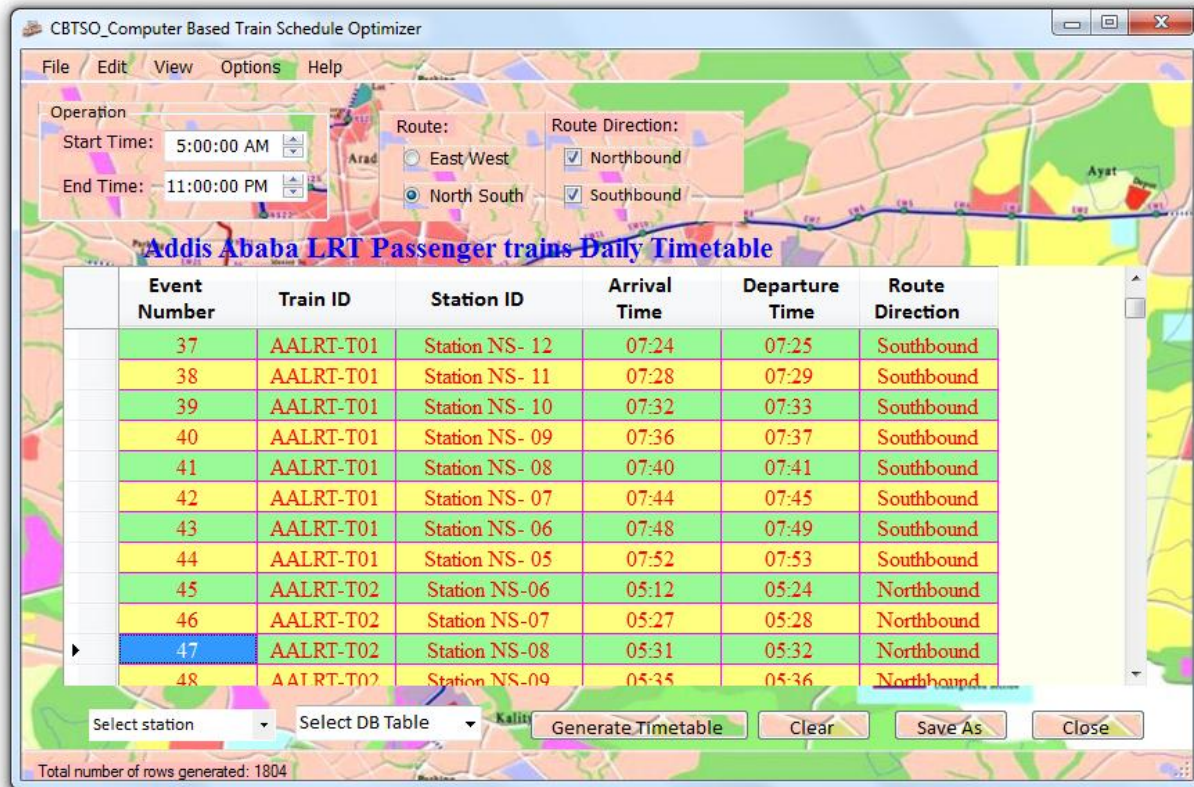 CBTSO_Computer Based Train Schedule Optimizer
File Edit View Options Help
Operation
Start Time: 5:00:00 AM
End Time: 11:00:00 PM
Route:
East West
North South
Route Direction:
Northbound
Southbound
Arad
Ayat
Depot
Addis Ababa LRT Passenger trains Daily Timetable
Event Number Train ID Station ID Arrival Time Departure Time Route Direction
37 AALRT-T01 Station NS- 12 07:24 07:25 Southbound
38 AALRT-T01 Station NS- 11 07:28 07:29 Southbound
39 AALRT-T01 Station NS- 10 07:32 07:33 Southbound
40 AALRT-T01 Station NS- 09 07:36 07:37 Southbound
41 AALRT-T01 Station NS- 08 07:40 07:41 Southbound
42 AALRT-T01 Station NS- 07 07:44 07:45 Southbound
43 AALRT-T01 Station NS- 06 07:48 07:49 Southbound
44 AALRT-T01 Station NS- 05 07:52 07:53 Southbound
45 AALRT-T02 Station NS-06 05:12 05:24 Northbound
46 AALRT-T02 Station NS-07 05:27 05:28 Northbound
47 AALRT-T02 Station NS-08 05:31 05:32 Northbound
48 AALRT-T02 Station NS-09 05:35 05:36 Northbound
Select station Select DB Table Kality Generate Timetable Clear Save As Close
Total number of rows generated: 1804